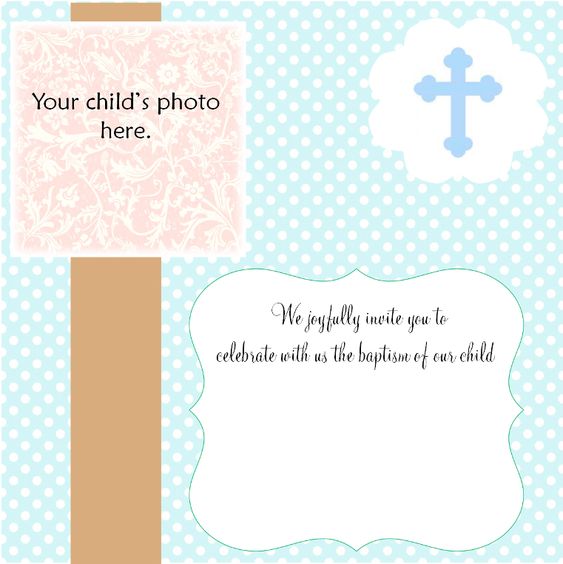 Your child's photo
here.
We joyfully invite you to
celebrate with us the baptism of our child